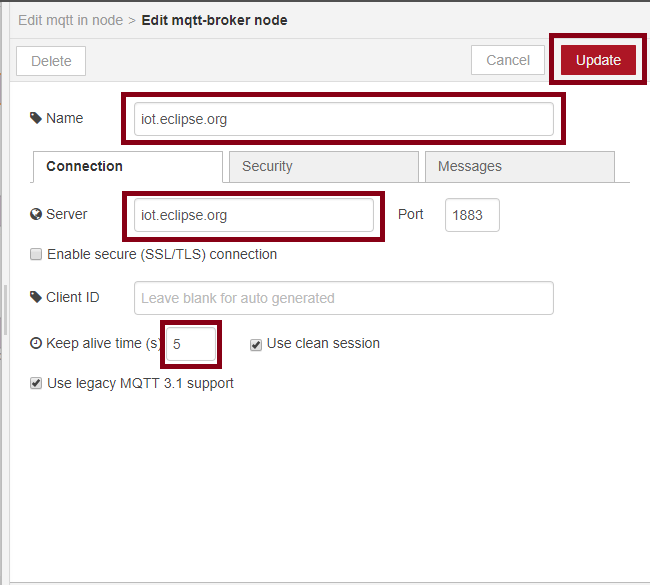 Edit mqtt in node > Edit mqtt-broker node
Delete Cancel Update
Name iot.eclipse.org
Connection Security Messages
Server iot.eclipse.org Port 1883
Enable secure (SSL/TLS) connection
Client ID Leave blank for auto generated
Keep alive time (s) 5 Use clean session
Use legacy MQTT 3.1 support